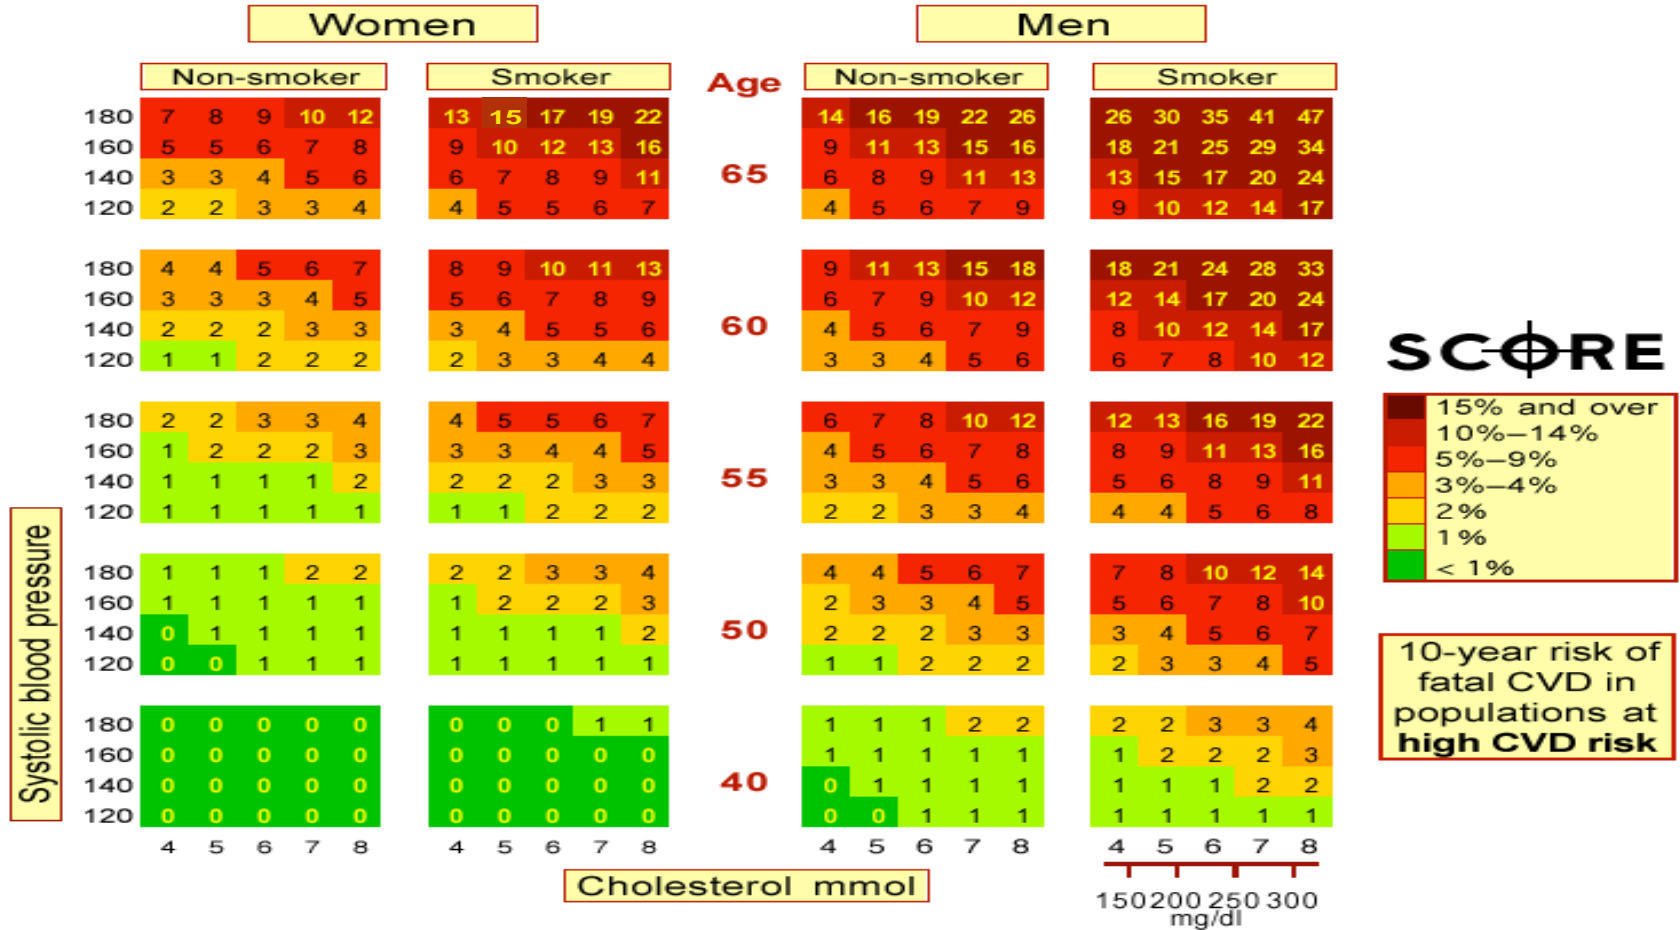 Women Men
Non-smoker Smoker Age Non-smoker Smoker
180 7 8 9 10 12 13 15 17 19 22 14 16 19 22 26 26 30 35 41 47
160 5 5 6 7 8 9 10 12 13 16 9 11 13 15 16 18 21 25 29 34
65
140 3 3 4 5 6 6 7 8 9 11 6 8 9 11 13 13 15 17 20 24
120 2 2 3 3 4 4 5 5 6 7 4 5 6 7 9 9 10 12 14 17
180 4 4 5 6 7 8 9 10 11 13 9 11 13 15 18 18 21 24 28 33
160 3 3 3 4 5 5 6 7 8 9 6 7 9 10 12 12 14 17 20 24
60
140 2 2 2 3 3 3 4 5 5 6 4 5 6 7 9 8 10 12 14 17
120 1 1 2 2 2 2 3 3 4 4 3 3 4 5 6 6 7 8 10 12
180 2 2 3 3 4 4 5 5 6 7 6 7 8 10 12 12 13 16 19 22
160 1 2 2 2 3 3 3 4 4 5 4 5 6 7 8 8 9 11 13 16
55
140 1 1 1 1 2 2 2 2 3 3 3 3 4 5 6 5 6 8 9 11
120 1 1 1 1 1 1 1 2 2 2 2 2 3 3 4 4 4 5 6 8
180 1 1 1 2 2 2 2 3 3 4 4 4 5 6 7 7 8 10 12 14
160 1 1 1 1 1 1 2 2 2 3 2 3 3 4 5 5 6 7 8 10
50
140 0 1 1 1 1 1 1 1 1 2 2 2 2 3 3 3 4 5 6 7
120 0 0 1 1 1 1 1 1 1 1 1 1 2 2 2 2 3 3 4 5
180 0 0 0 0 0 0 0 0 1 1 1 1 1 2 2 2 2 3 3 4
160 0 0 0 0 0 0 0 0 0 0 1 1 1 1 1 1 2 2 2 3
40
140 0 0 0 0 0 0 0 0 0 0 0 1 1 1 1 1 1 1 2 2
120 0 0 0 0 0 0 0 0 0 0 0 0 1 1 1 1 1 1 1 1
4 5 6 7 8 4 5 6 7 8 4 5 6 7 8 4 5 6 7 8
Systolic blood pressure
Cholesterol mmol
150 200 250 300
mg/dl
SCORE
15% and over
10%–14%
5%–9%
3%–4%
2%
1%
< 1%
10-year risk of
fatal CVD in
populations at
high CVD risk